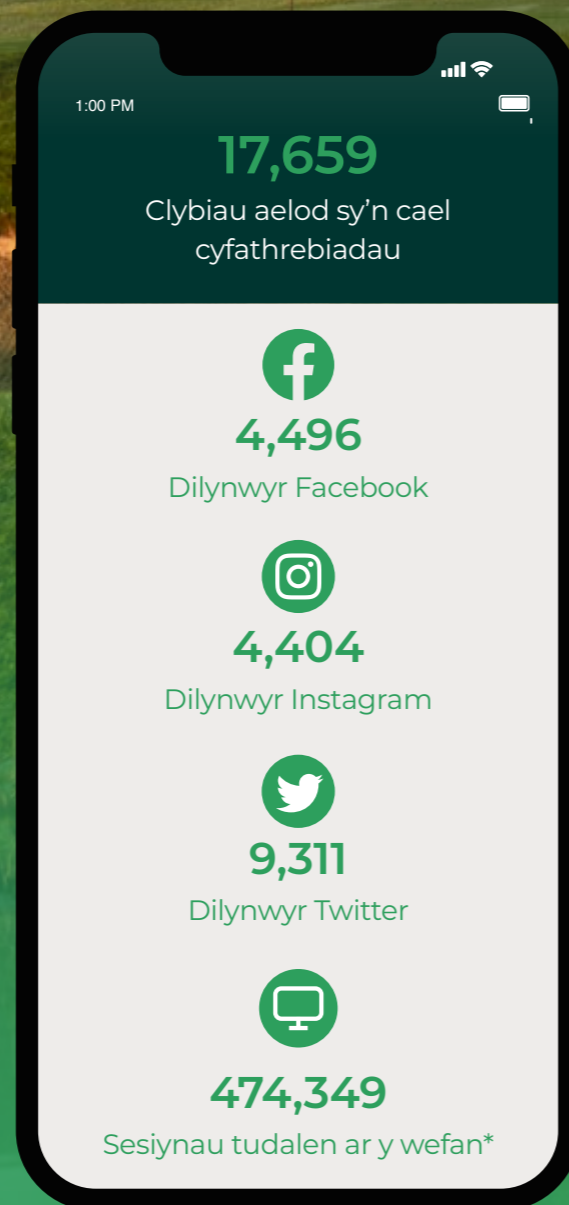 1:00 PM
17,659
Clybiau aelod sy'n cael
cyfathrebiadau
4,496
Dilynwyr Facebook
4,404
Dilynwyr Instagram
9,311
Dilynwyr Twitter
474,349
Sesiynau tudalen ar y wefan*